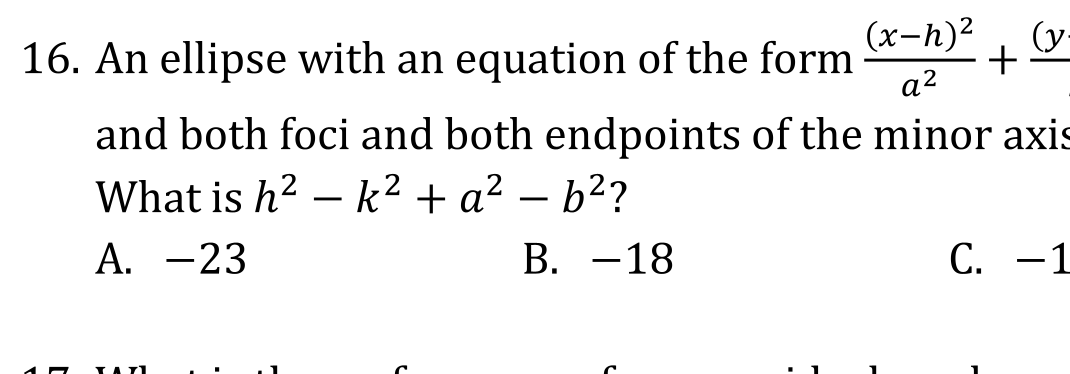 16. An ellipse with an equation of the form (x−h)²/a² + (y
and both foci and both endpoints of the minor axis
What is h² − k² + a² − b²?
A. −23 B. −18 C. −1